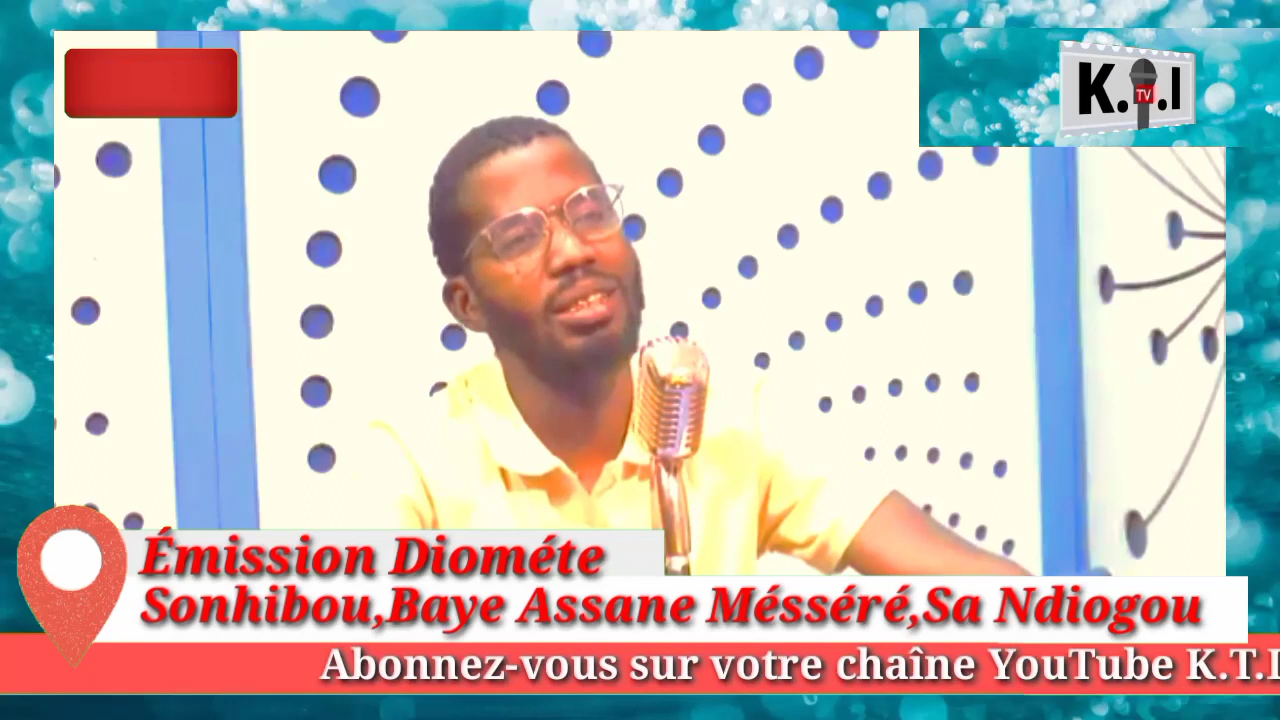 K.TV.I
Émission Diométe
Sonhibou,Baye Assane Mésséré,Sa Ndiogou
Abonnez-vous sur votre chaîne YouTube K.T.I